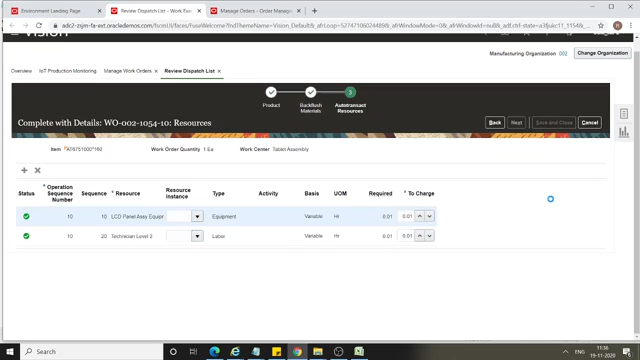 Environment Landing Page
Review Dispatch List - Work Exe
Manage Orders - Order Manage
Vision
Manufacturing Organization 002 Change Organization
Overview IoT Production Monitoring Manage Work Orders Review Dispatch List
Product
Backflush Materials
3
Autotransact Resources
Complete with Details: WO-002-1054-10: Resources
Back Next Save and Close Cancel
Work Order Quantity 1 Ea
Work Center Tablet Assembly
Item
Status * Operation Sequence Number Sequence * Resource Resource Instance Type Activity Basis UOM Required * To Charge
10 10 LCD Panel Assy Equipr Equipment Variable Hr 0.01 0.01
10 20 Technician Level 2 Labor Variable Hr 0.01 0.01
Search
ENG
11:36
19-11-2020